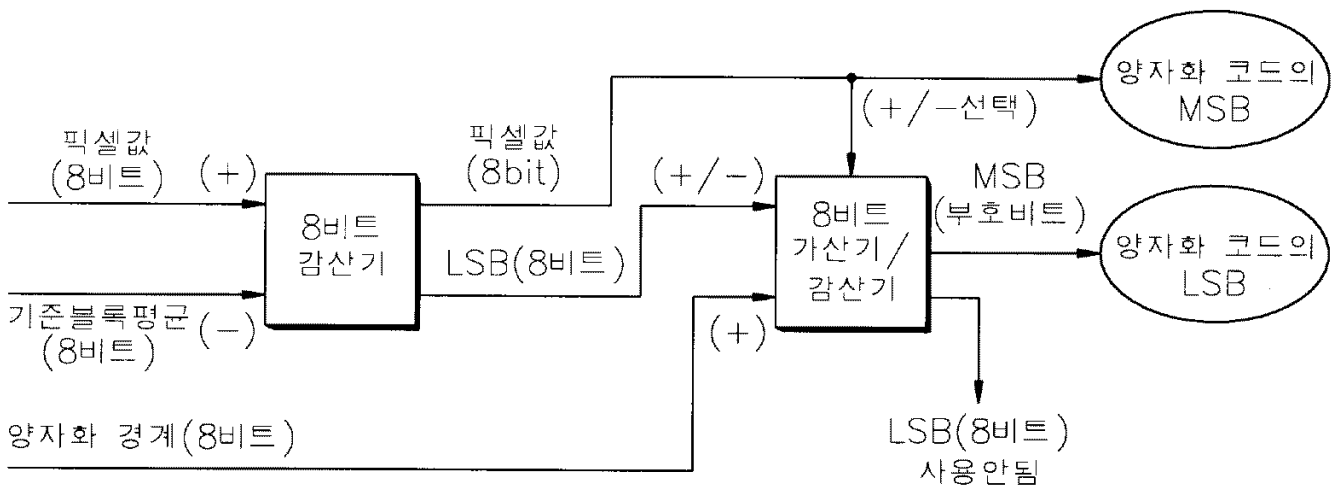 양자화 코드의
MSB
(+/-선택)
픽셀값
(8비트)
(+)
픽셀값
(8bit)
(+/-)
MSB
(부호비트)
8비트
감산기
8비트
가산기/
감산기
LSB(8비트)
양자화 코드의
LSB
기준블록평균
(8비트)
(-)
(+)
양자화 경계(8비트)
LSB(8비트)
사용안됨